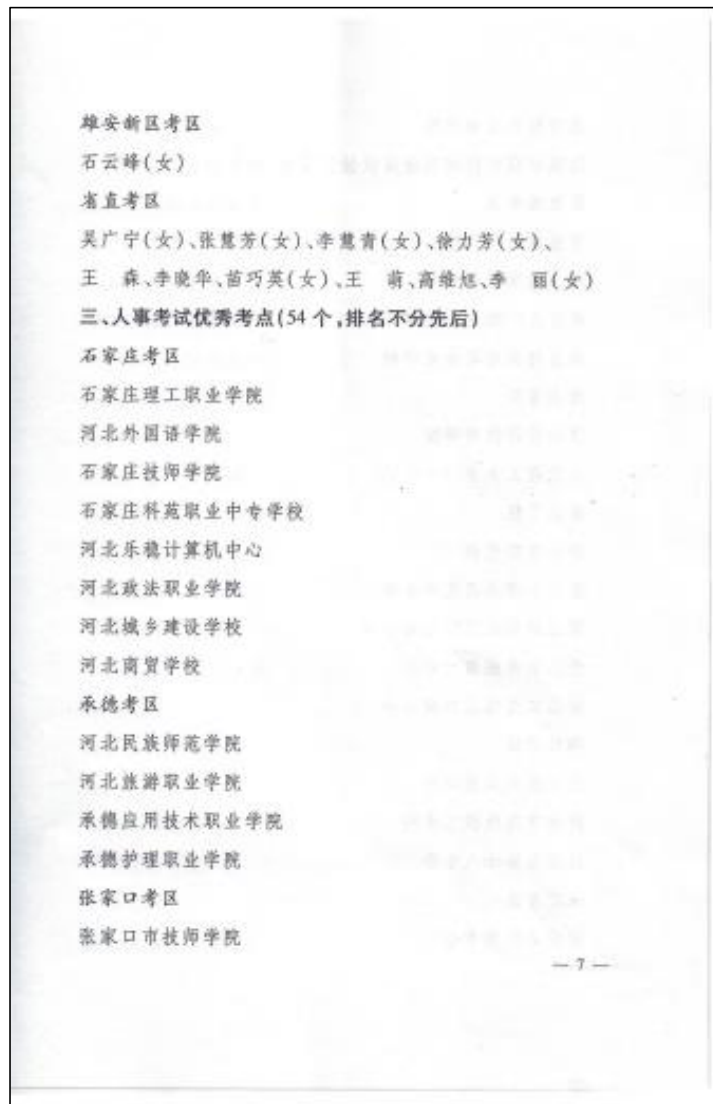 雄安新区考区
石云峰(女)
省直考区
吴广宁(女)、张慧芳(女)、李慧青(女)、徐力芳(女)、
王　森、李晓华、苗巧英(女)、王　萌、高维旭、李　丽(女)
三、人事考试优秀考点(54个,排名不分先后)
石家庄考区
石家庄理工职业学院
河北外国语学院
石家庄技师学院
石家庄科苑职业中专学校
河北乐稳计算机中心
河北政法职业学院
河北城乡建设学校
河北商贸学校
承德考区
河北民族师范学院
河北旅游职业学院
承德应用技术职业学院
承德护理职业学院
张家口考区
张家口市技师学院
— 7 —